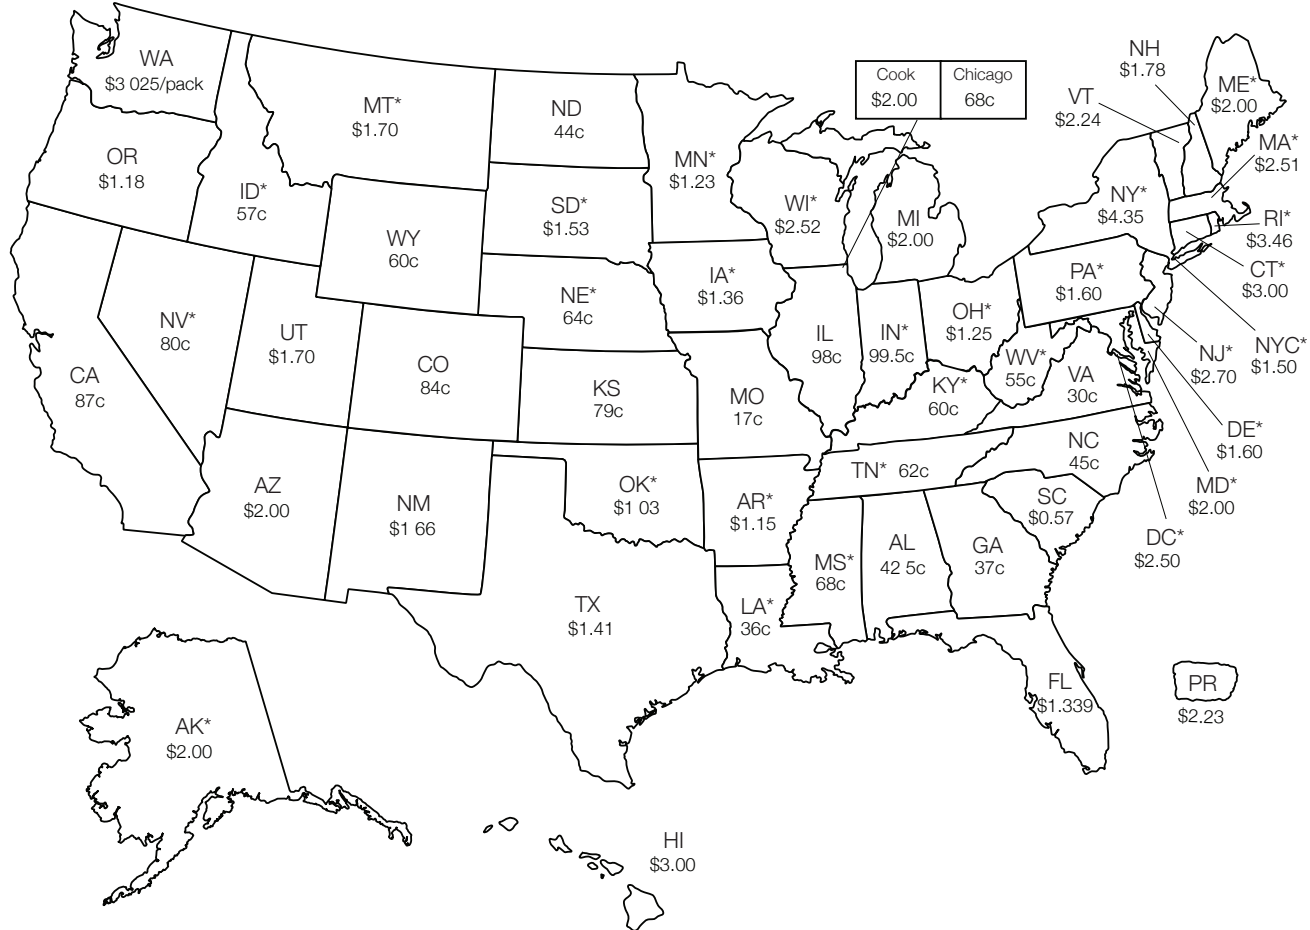 WA
$3 025/pack
OR
$1.18
CA
87c
NV*
80c
ID*
57c
MT*
$1.70
WY
60c
UT
$1.70
AZ
$2.00
CO
84c
NM
$1 66
ND
44c
SD*
$1.53
NE*
64c
KS
79c
OK*
$1 03
TX
$1.41
MN*
$1.23
IA*
$1.36
MO
17c
AR*
$1.15
LA*
36c
WI*
$2.52
IL
98c
Cook
$2.00
Chicago
68c
MI
$2.00
IN*
99.5c
OH*
$1.25
KY*
60c
TN* 62c
MS*
68c
AL
42 5c
GA
37c
FL
$1.339
SC
$0.57
NC
45c
VA
30c
WV*
55c
PA*
$1.60
NY*
$4.35
VT
$2.24
NH
$1.78
ME*
$2.00
MA*
$2.51
RI*
$3.46
CT*
$3.00
NYC*
$1.50
NJ*
$2.70
DE*
$1.60
MD*
$2.00
DC*
$2.50
PR
$2.23
AK*
$2.00
HI
$3.00